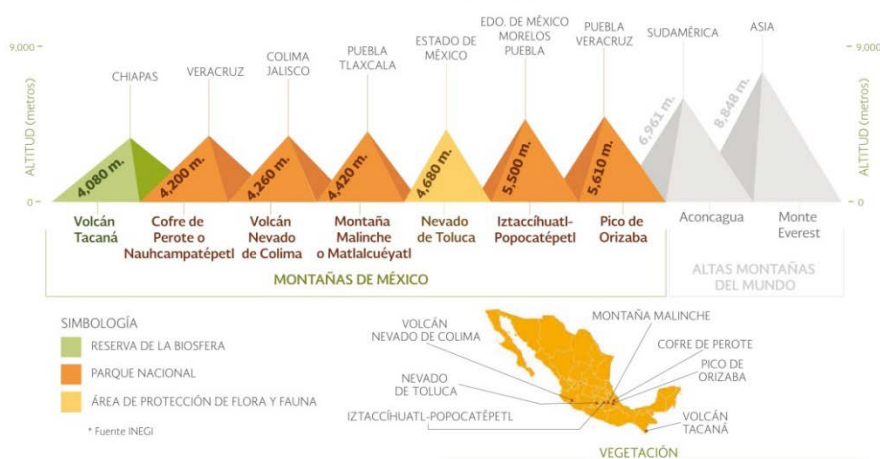 9,000
ALTITUD (metros)
0
CHIAPAS
VERACRUZ
COLIMA
JALISCO
PUEBLA
TLAXCALA
ESTADO DE
MÉXICO
EDO. DE MÉXICO
MORELOS
PUEBLA
PUEBLA
VERACRUZ
SUDAMÉRICA
ASIA
9,000
ALTITUD (metros)
0
4,080 m.
4,200 m.
4,260 m.
4,420 m.
4,680 m.
5,500 m.
5,610 m.
6,961 m.
8,848 m.
Volcán
Tacaná
Cofre de
Perote o
Nauhcampatépetl
Volcán
Nevado
de Colima
Montaña
Malinche
o Matlalcuéyatl
Nevado
de Toluca
Iztaccíhuatl-
Popocatépetl
Pico de
Orizaba
Aconcagua
Monte
Everest
MONTAÑAS DE MÉXICO
ALTAS MONTAÑAS
DEL MUNDO
SIMBOLOGÍA
RESERVA DE LA BIOSFERA
PARQUE NACIONAL
ÁREA DE PROTECCIÓN DE FLORA Y FAUNA
* Fuente INEGI
VOLCÁN
NEVADO DE COLIMA
NEVADO
DE TOLUCA
IZTACCÍHUATL-POPOCATÉPETL
MONTAÑA MALINCHE
COFRE DE PEROTE
PICO DE
ORIZABA
VOLCÁN
TACANÁ
VEGETACIÓN